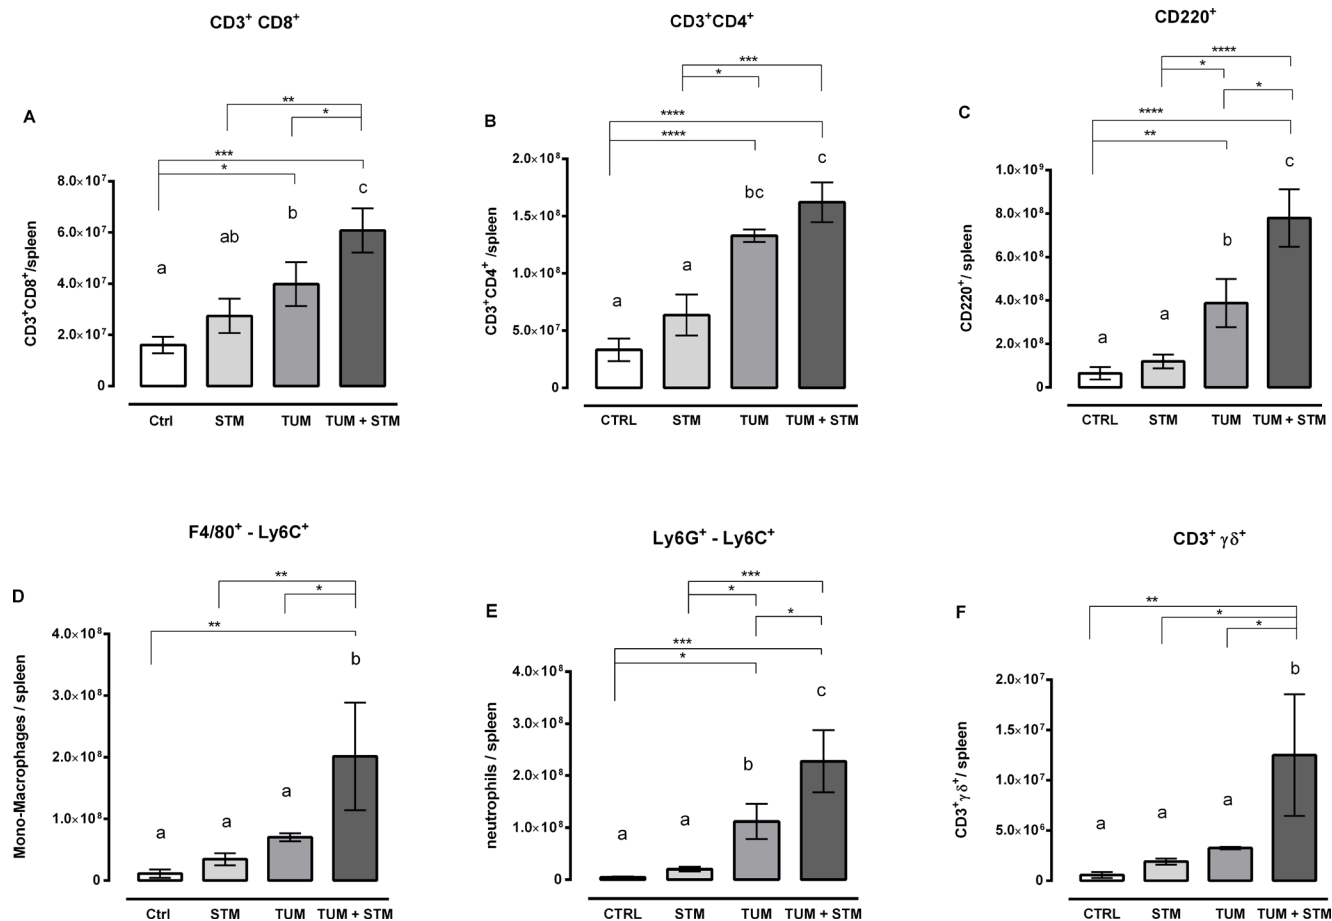 CD3⁺ CD8⁺
A
**
*
***
*
8.0×10⁷
6.0×10⁷
4.0×10⁷
2.0×10⁷
0
CD3⁺CD8⁺/spleen
a
ab
b
c
Ctrl STM TUM TUM + STM
CD3⁺CD4⁺
B
***
*
****
****
2.0×10⁸
1.5×10⁸
1.0×10⁸
5.0×10⁷
0
CD3⁺CD4⁺/spleen
a
a
bc
c
CTRL STM TUM TUM + STM
CD220⁺
C
****
*
*
****
**
1.0×10⁹
8.0×10⁸
6.0×10⁸
4.0×10⁸
2.0×10⁸
0
CD220⁺/ spleen
a
a
b
c
CTRL STM TUM TUM + STM
F4/80⁺ - Ly6C⁺
D
**
*
**
4.0×10⁸
3.0×10⁸
2.0×10⁸
1.0×10⁸
0
Mono-Macrophages / spleen
a
a
a
b
Ctrl STM TUM TUM + STM
Ly6G⁺ - Ly6C⁺
E
***
*
*
***
*
4.0×10⁸
3.0×10⁸
2.0×10⁸
1.0×10⁸
0
neutrophils / spleen
a
a
b
c
CTRL STM TUM TUM + STM
CD3⁺ γδ⁺
F
**
*
*
2.0×10⁷
1.5×10⁷
1.0×10⁷
5.0×10⁶
0
CD3⁺γδ⁺/ spleen
a
a
a
b
CTRL STM TUM TUM + STM